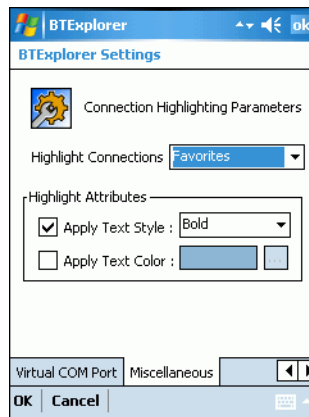 BTExplorer
ok
BTExplorer Settings
Connection Highlighting Parameters
Highlight Connections Favorites
Highlight Attributes
Apply Text Style : Bold
Apply Text Color : ...
Virtual COM Port Miscellaneous
OK Cancel